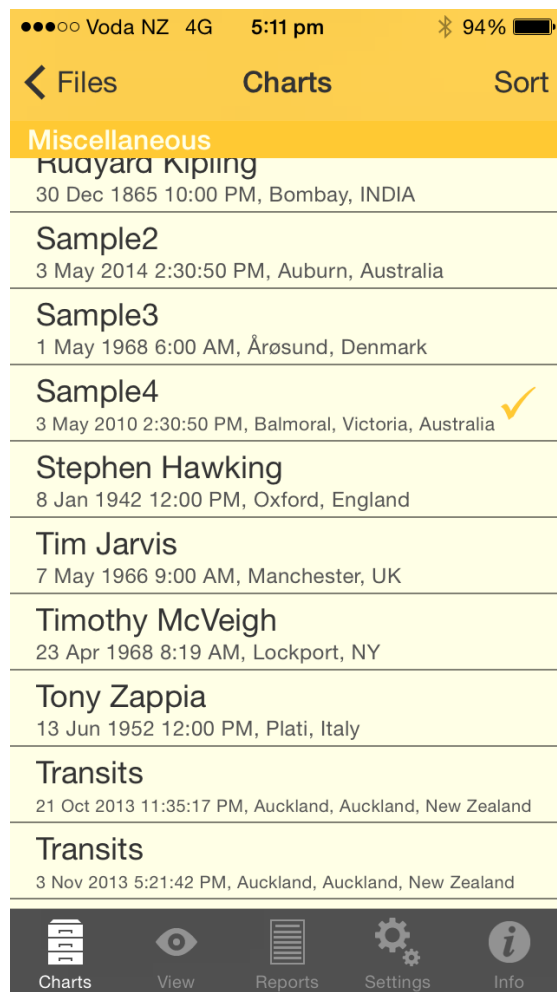 Voda NZ 4G 5:11 pm 94%
Files Charts Sort
Miscellaneous
Rudyard Kipling
30 Dec 1865 10:00 PM, Bombay, INDIA
Sample2
3 May 2014 2:30:50 PM, Auburn, Australia
Sample3
1 May 1968 6:00 AM, Årøsund, Denmark
Sample4
3 May 2010 2:30:50 PM, Balmoral, Victoria, Australia
Stephen Hawking
8 Jan 1942 12:00 PM, Oxford, England
Tim Jarvis
7 May 1966 9:00 AM, Manchester, UK
Timothy McVeigh
23 Apr 1968 8:19 AM, Lockport, NY
Tony Zappia
13 Jun 1952 12:00 PM, Plati, Italy
Transits
21 Oct 2013 11:35:17 PM, Auckland, Auckland, New Zealand
Transits
3 Nov 2013 5:21:42 PM, Auckland, Auckland, New Zealand
Charts View Reports Settings Info